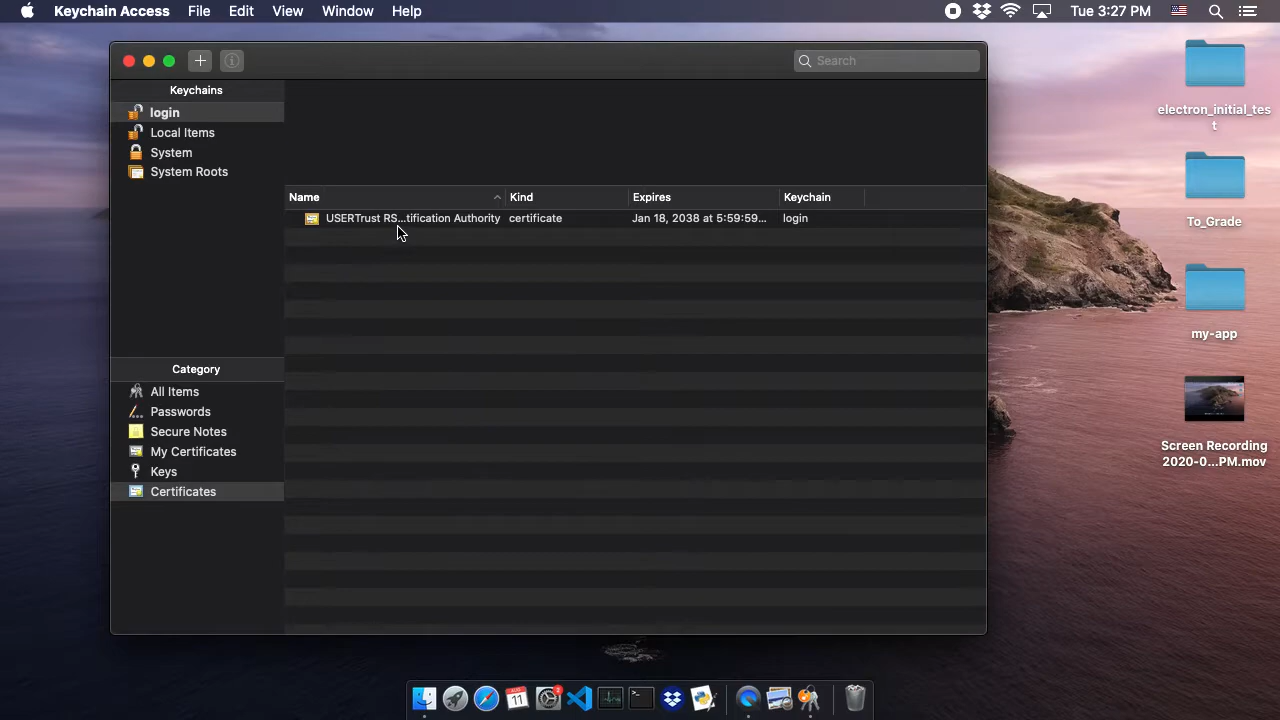 Keychain Access File Edit View Window Help Tue 3:27 PM
Search
Keychains
login
Local Items
System
System Roots
Name Kind Expires Keychain
USERTrust RS...tification Authority certificate Jan 18, 2038 at 5:59:59... login
Category
All Items
Passwords
Secure Notes
My Certificates
Keys
Certificates
electron_initial_tes
t
To_Grade
my-app
Screen Recording
2020-0...PM.mov
AUG
11